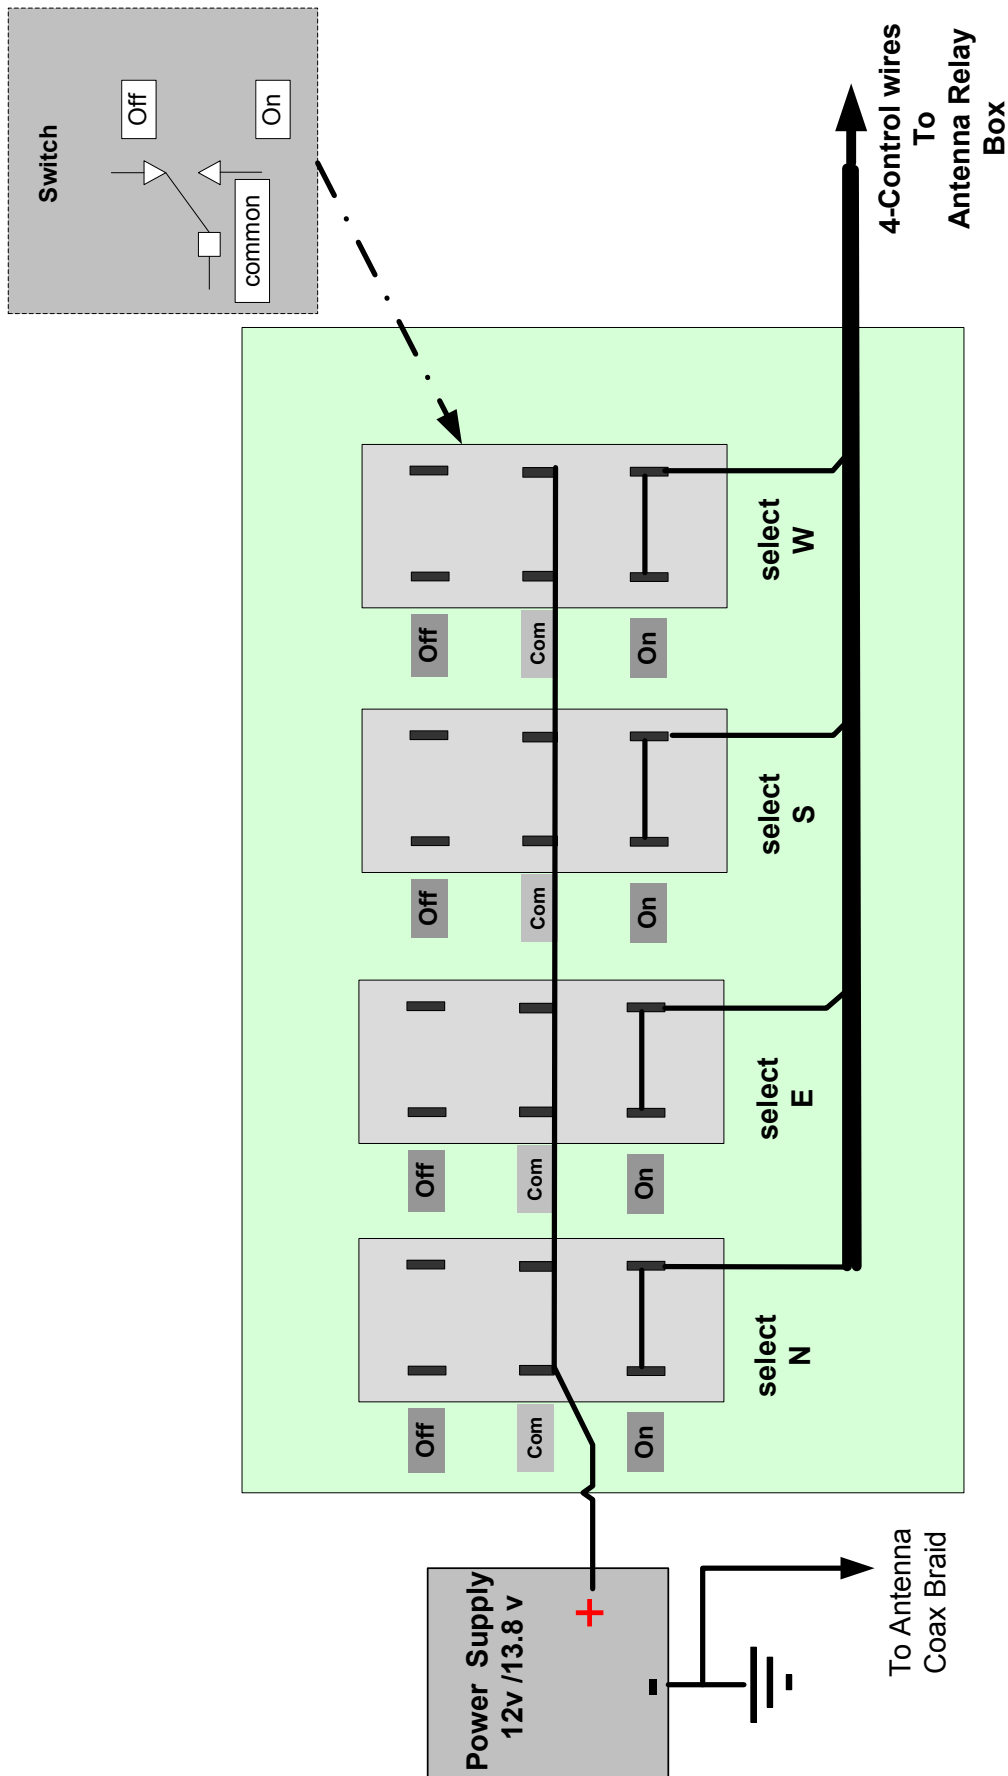 Switch
Off
On
common
4-Control wires
To
Antenna Relay
Box
Off
Com
On
select
N
Off
Com
On
select
E
Off
Com
On
select
S
Off
Com
On
select
W
Power Supply
12v /13.8 v
+
-
To Antenna
Coax Braid